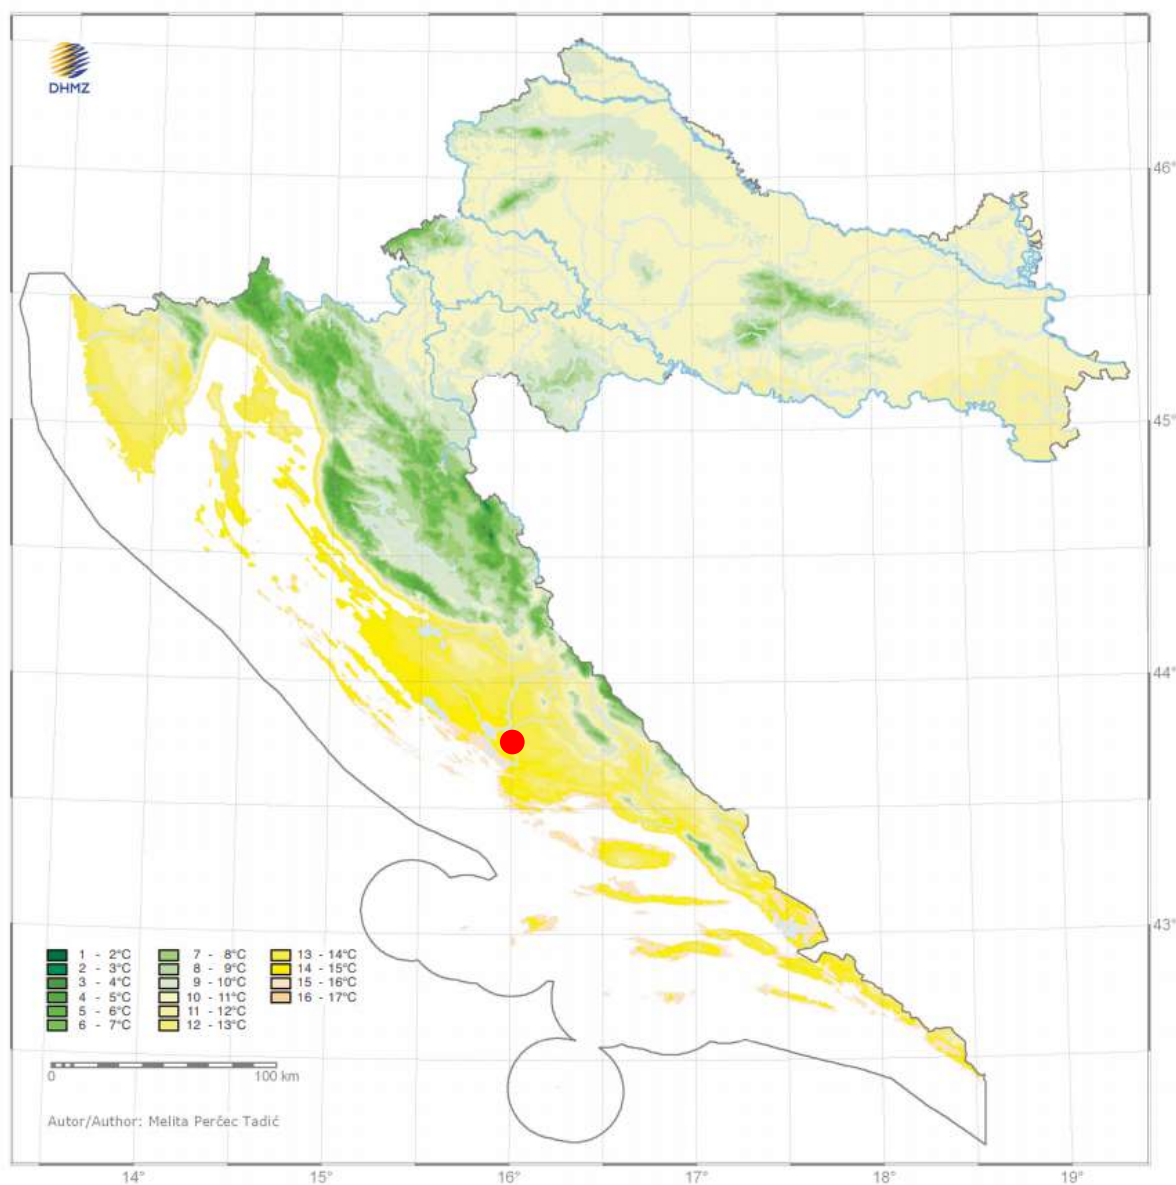 DHMZ
46°
45°
44°
43°
1 - 2°C
2 - 3°C
3 - 4°C
4 - 5°C
5 - 6°C
6 - 7°C
7 - 8°C
8 - 9°C
9 - 10°C
10 - 11°C
11 - 12°C
12 - 13°C
13 - 14°C
14 - 15°C
15 - 16°C
16 - 17°C
0 100 km
Autor/Author: Melita Perčec Tadić
14° 15° 16° 17° 18° 19°